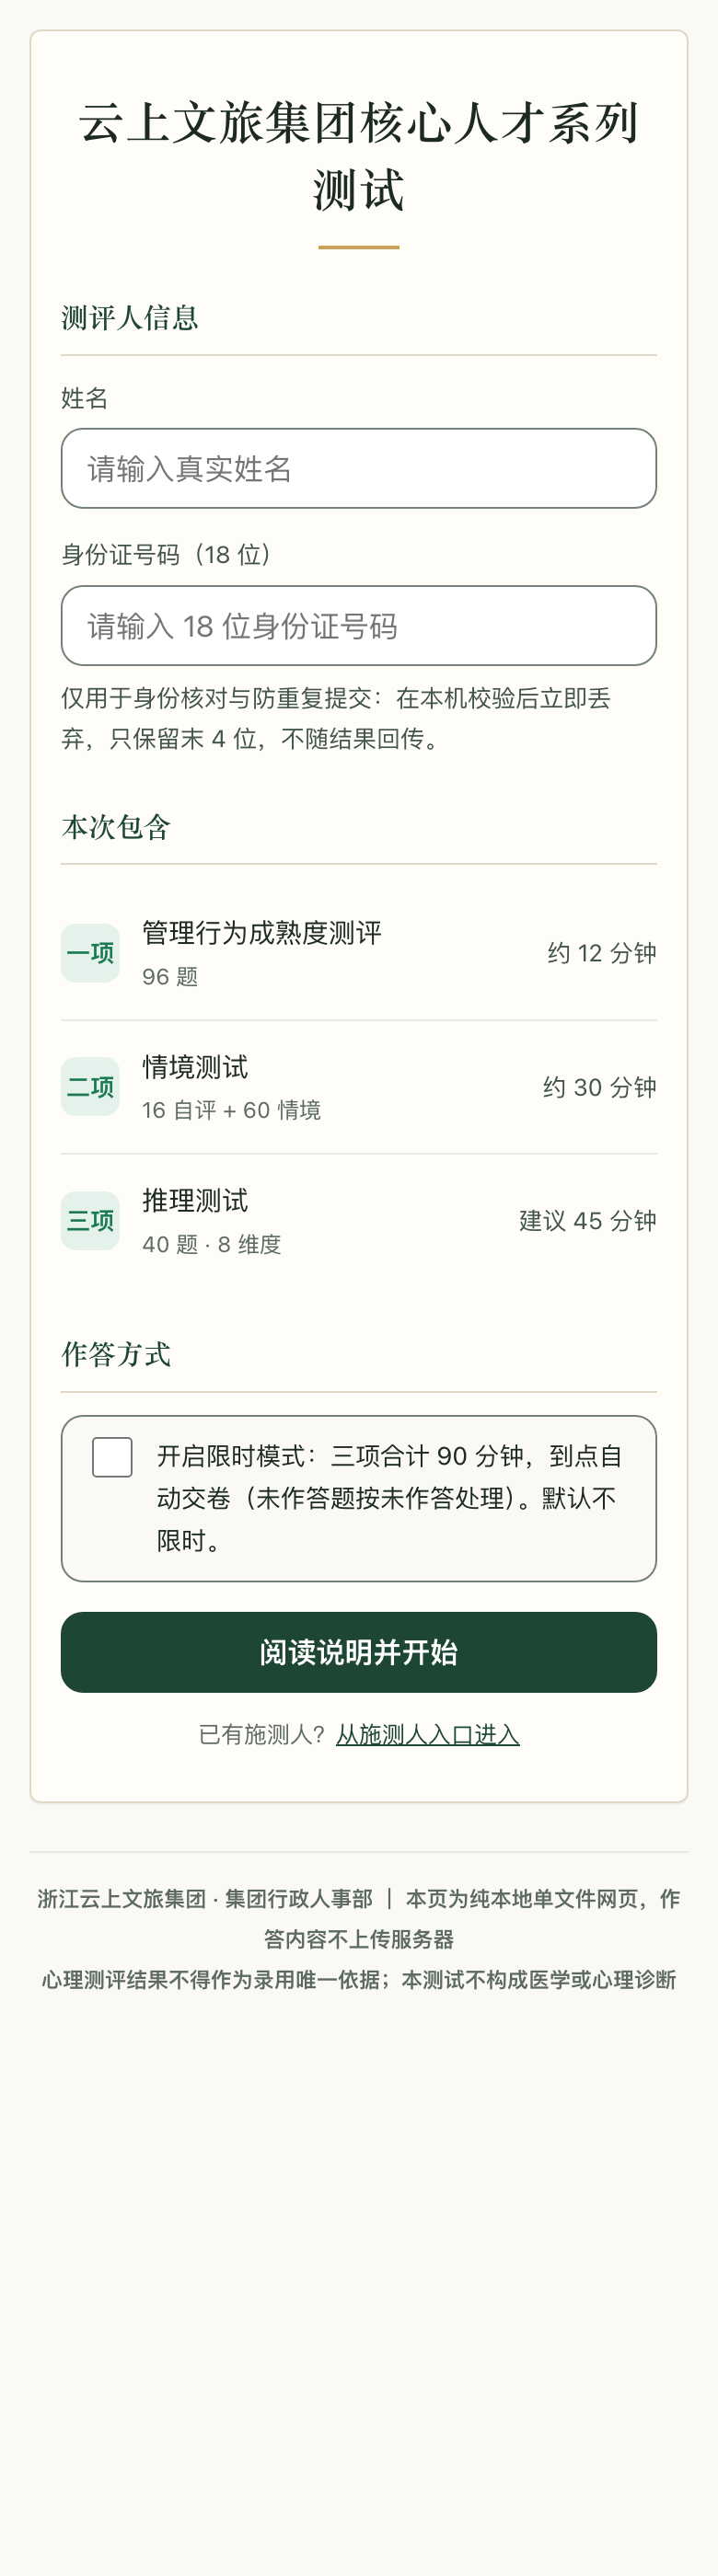 云上文旅集团核心人才系列
测试
测评人信息
姓名
请输入真实姓名
身份证号码（18 位）
请输入 18 位身份证号码
仅用于身份核对与防重复提交：在本机校验后立即丢
弃，只保留末 4 位，不随结果回传。
本次包含
一项
管理行为成熟度测评
96 题
约 12 分钟
二项
情境测试
16 自评 + 60 情境
约 30 分钟
三项
推理测试
40 题 · 8 维度
建议 45 分钟
作答方式
开启限时模式：三项合计 90 分钟，到点自
动交卷（未作答题按未作答处理）。默认不
限时。
阅读说明并开始
已有施测人？从施测人入口进入
浙江云上文旅集团 · 集团行政人事部 ｜ 本页为纯本地单文件网页，作
答内容不上传服务器
心理测评结果不得作为录用唯一依据；本测试不构成医学或心理诊断